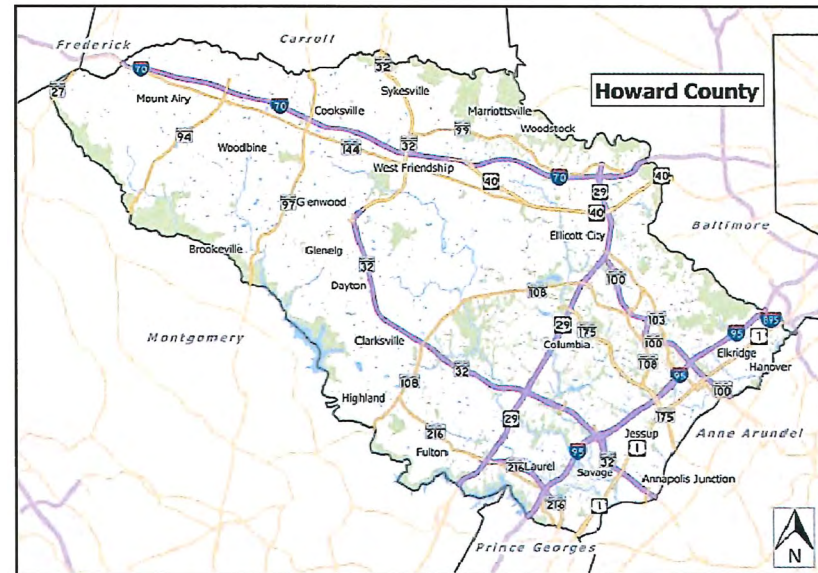 Frederick
Carroll
Howard County
27
70
Mount Airy
70
Cooksville
32
Sykesville
Marriottsville
94
Woodbine
144
32
99
Woodstock
West Friendship
40
70
29
40
97
Glenwood
40
Ellicott City
Baltimore
Brookeville
Glenelg
32
Dayton
108
100
Montgomery
Clarksville
29
175
Columbia
103
100
108
95
895
1
Elkridge
Hanover
95
100
32
108
Highland
29
175
216
Fulton
Jessup
Anne Arundel
95
1
216
Laurel
Savage
32
Annapolis Junction
216
1
Prince Georges
N